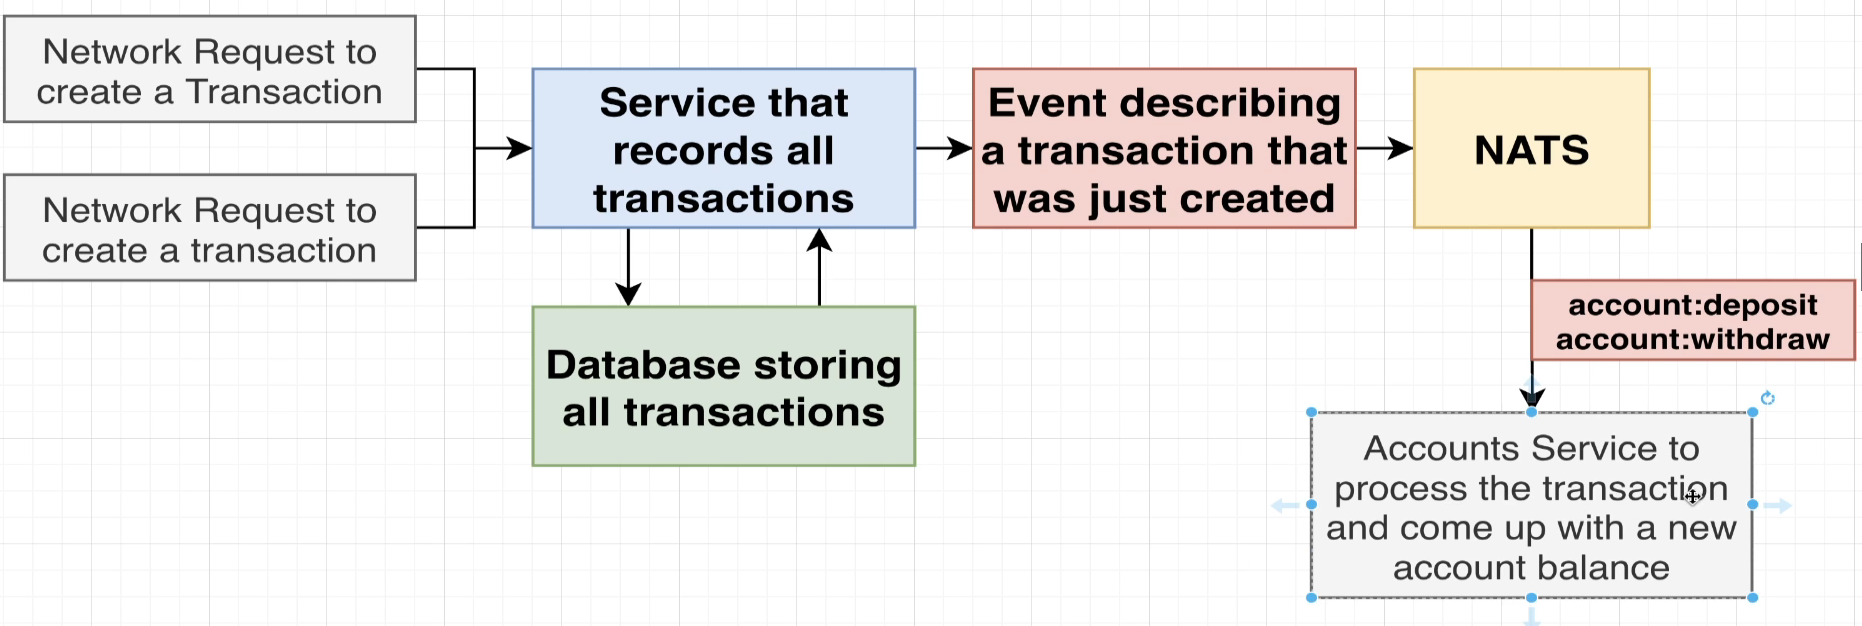 Network Request to
create a Transaction
Network Request to
create a transaction
Service that
records all
transactions
Event describing
a transaction that
was just created
NATS
account:deposit
account:withdraw
Database storing
all transactions
Accounts Service to
process the transaction
and come up with a new
account balance